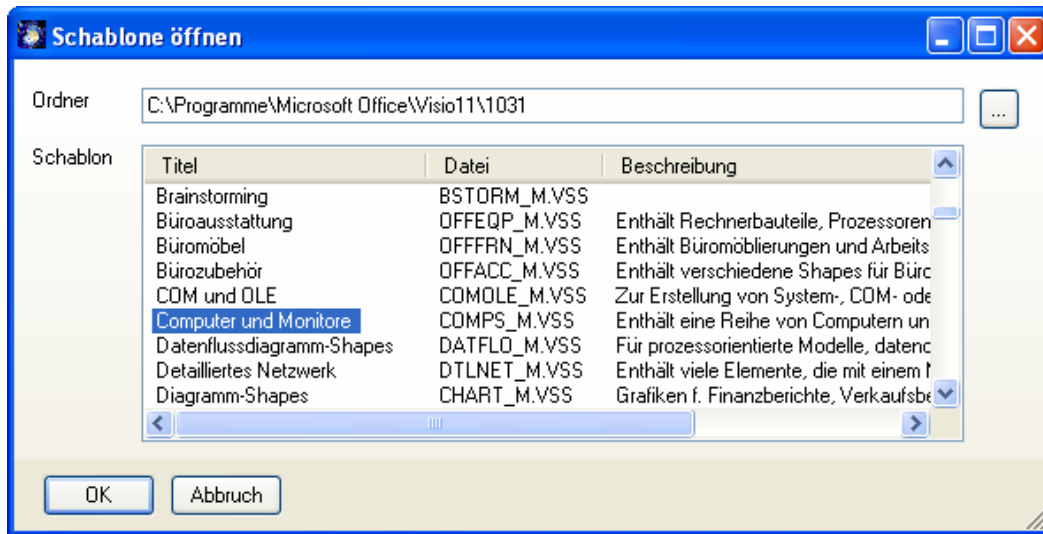 Schablone öffnen
Ordner C:\Programme\Microsoft Office\Visio11\1031 ...
Schablon Titel Datei Beschreibung
Brainstorming BSTORM_M.VSS
Büroausstattung OFFEQP_M.VSS Enthält Rechnerbauteile, Prozessoren
Büromöbel OFFFRN_M.VSS Enthält Büromöblierungen und Arbeits
Bürozubehör OFFACC_M.VSS Enthält verschiedene Shapes für Büro
COM und OLE COMOLE_M.VSS Zur Erstellung von System-, COM- ode
Computer und Monitore COMPS_M.VSS Enthält eine Reihe von Computern un
Datenflussdiagramm-Shapes DATFLO_M.VSS Für prozessorientierte Modelle, datenc
Detailliertes Netzwerk DTLNET_M.VSS Enthält viele Elemente, die mit einem
Diagramm-Shapes CHART_M.VSS Grafiken f. Finanzberichte, Verkaufsbe
OK Abbruch